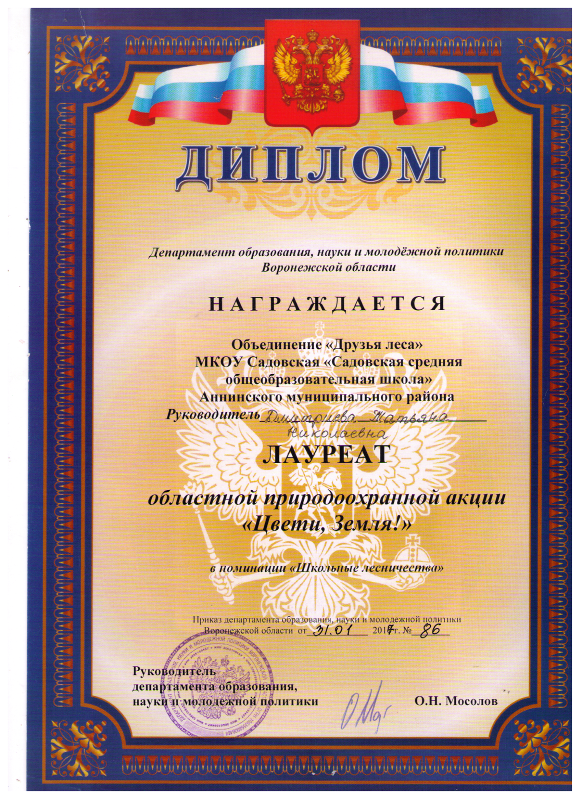 ДИПЛОМ
Департамент образования, науки и молодёжной политики
Воронежской области
НАГРАЖДАЕТСЯ
Объединение «Друзья леса»
МКОУ Садовская «Садовская средняя
общеобразовательная школа»
Аннинского муниципального района
Руководитель Дмитриева Татьяна
Николаевна
ЛАУРЕАТ
областной природоохранной акции
«Цвети, Земля!»
в номинации «Школьные лесничества»
Приказ департамента образования, науки и молодежной политики
Воронежской области от 31.01 2017г. № 86
Руководитель
департамента образования,
науки и молодежной политики
О.Н. Мосолов